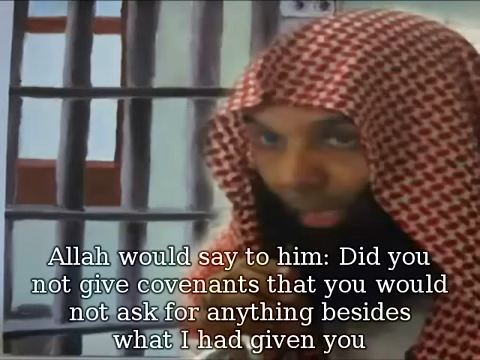 Allah would say to him: Did you
not give covenants that you would
not ask for anything besides
what I had given you